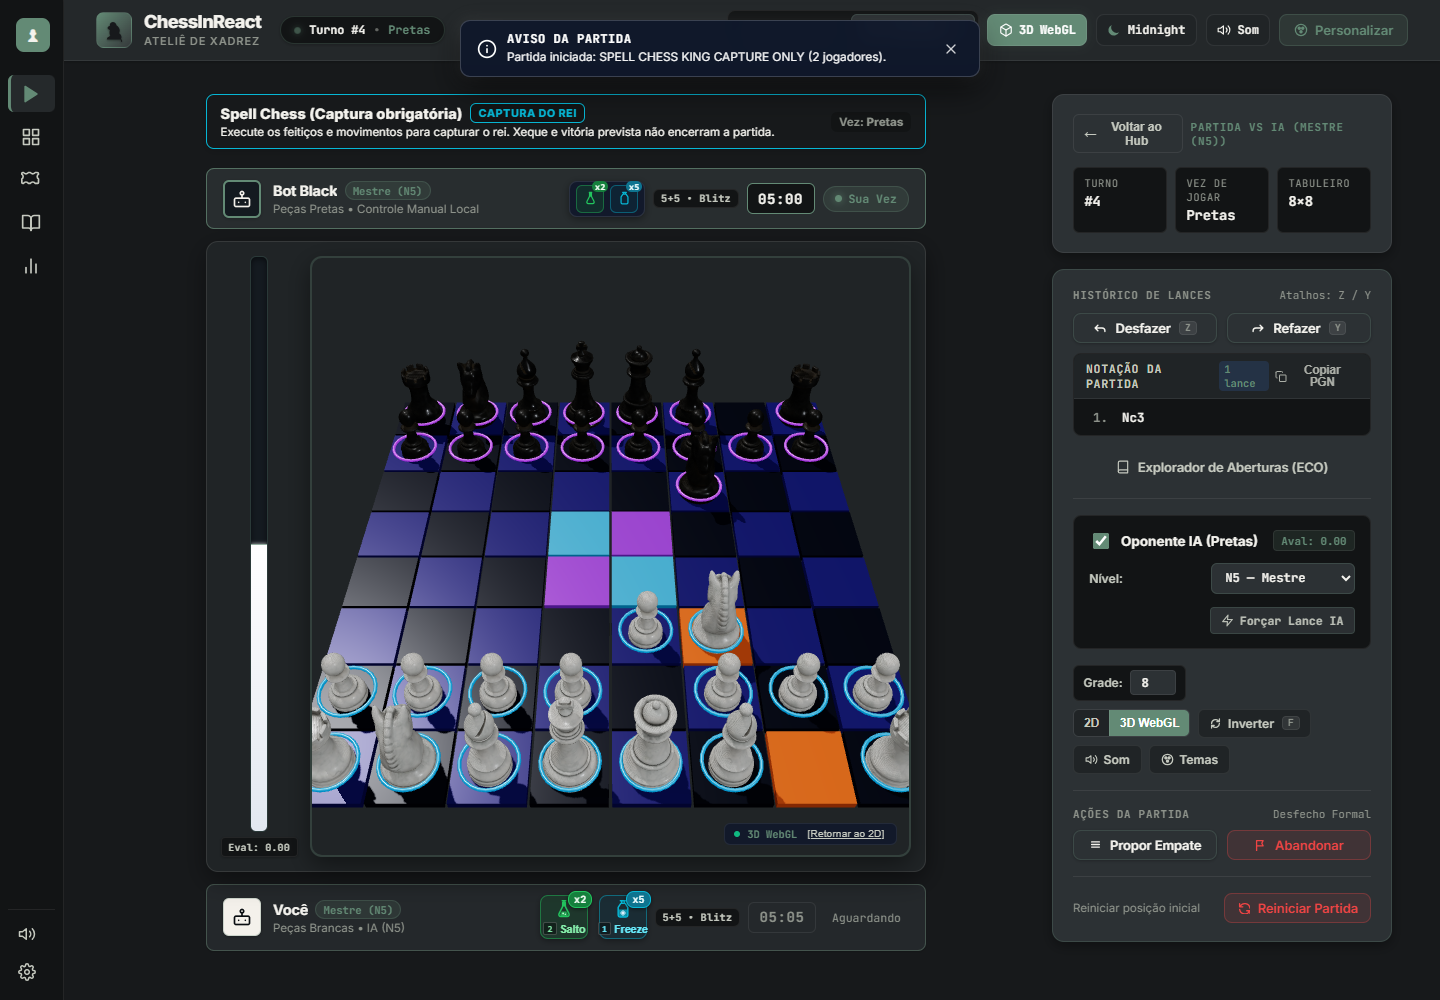 ChessInReact
ATELIÊ DE XADREZ
Turno #4 • Pretas
AVISO DA PARTIDA
Partida iniciada: SPELL CHESS KING CAPTURE ONLY (2 jogadores).
3D WebGL
Midnight
Som
Personalizar
Spell Chess (Captura obrigatória)
CAPTURA DO REI
Execute os feitiços e movimentos para capturar o rei. Xeque e vitória prevista não encerram a partida.
Vez: Pretas
Bot Black
Mestre (N5)
Peças Pretas • Controle Manual Local
x2
x5
5+5 • Blitz
05:00
Sua Vez
Eval: 0.00
3D WebGL
[Retornar ao 2D]
Você
Mestre (N5)
Peças Brancas • IA (N5)
x2
2 Salto
x5
1 Freeze
5+5 • Blitz
05:05
Aguardando
← Voltar ao
Hub
PARTIDA VS IA (MESTRE
(N5))
TURNO
#4
VEZ DE
JOGAR
Pretas
TABULEIRO
8×8
HISTÓRICO DE LANCES
Atalhos: Z / Y
Desfazer Z
Refazer Y
NOTAÇÃO DA
PARTIDA
1
lance
Copiar
PGN
1. Nc3
Explorador de Aberturas (ECO)
Oponente IA (Pretas)
Aval: 0.00
Nível:
N5 — Mestre
Forçar Lance IA
Grade: 8
2D
3D WebGL
Inverter F
Som
Temas
AÇÕES DA PARTIDA
Desfecho Formal
Propor Empate
Abandonar
Reiniciar posição inicial
Reiniciar Partida